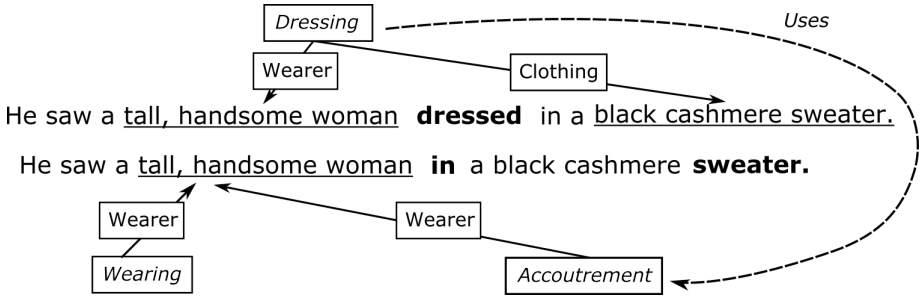 Dressing
Uses
Wearer
Clothing
He saw a tall, handsome woman dressed in a black cashmere sweater.
He saw a tall, handsome woman in a black cashmere sweater.
Wearer
Wearer
Wearing
Accoutrement